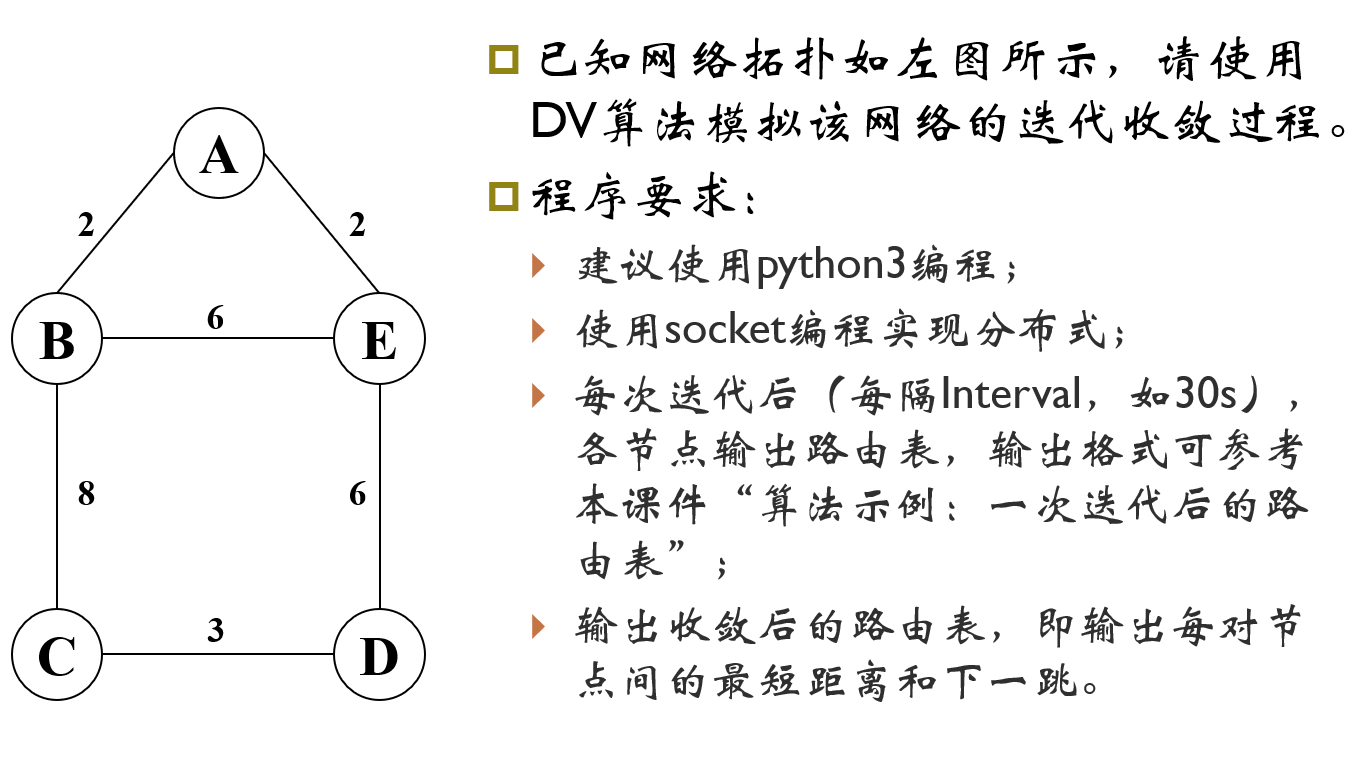 A
2
2
B
6
E
8
6
C
3
D
已知网络拓扑如左图所示，请使用
DV算法模拟该网络的迭代收敛过程。
程序要求：
建议使用python3编程；
使用socket编程实现分布式；
每次迭代后（每隔Interval，如30s），
各节点输出路由表，输出格式可参考
本课件“算法示例：一次迭代后的路
由表”；
输出收敛后的路由表，即输出每对节
点间的最短距离和下一跳。